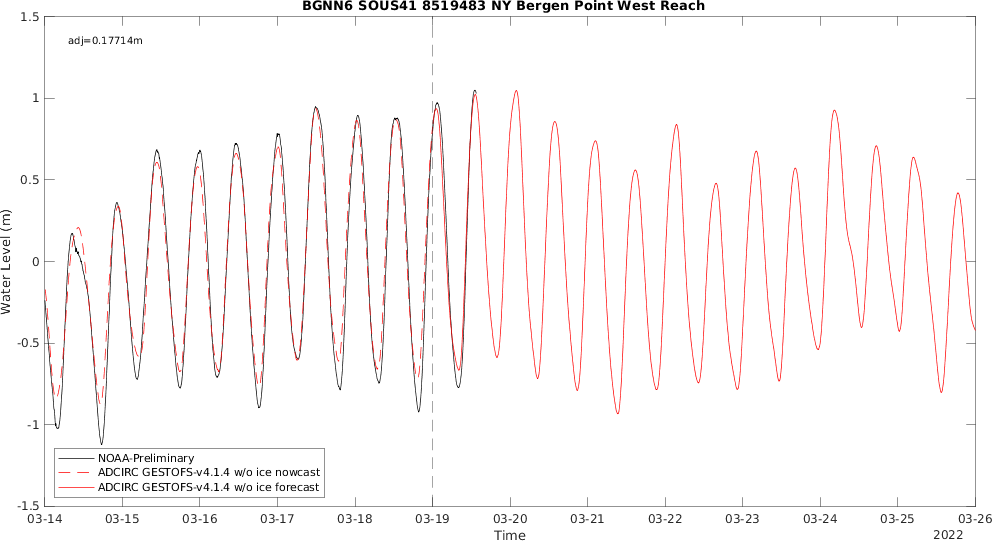 BGNN6 SOUS41 8519483 NY Bergen Point West Reach
1.5
adj=0.17714m
1
0.5
0
-0.5
-1
-1.5
Water Level (m)
NOAA-Preliminary
ADCIRC GESTOFS-v4.1.4 w/o ice nowcast
ADCIRC GESTOFS-v4.1.4 w/o ice forecast
03-14 03-15 03-16 03-17 03-18 03-19 03-20 03-21 03-22 03-23 03-24 03-25 03-26
Time
2022